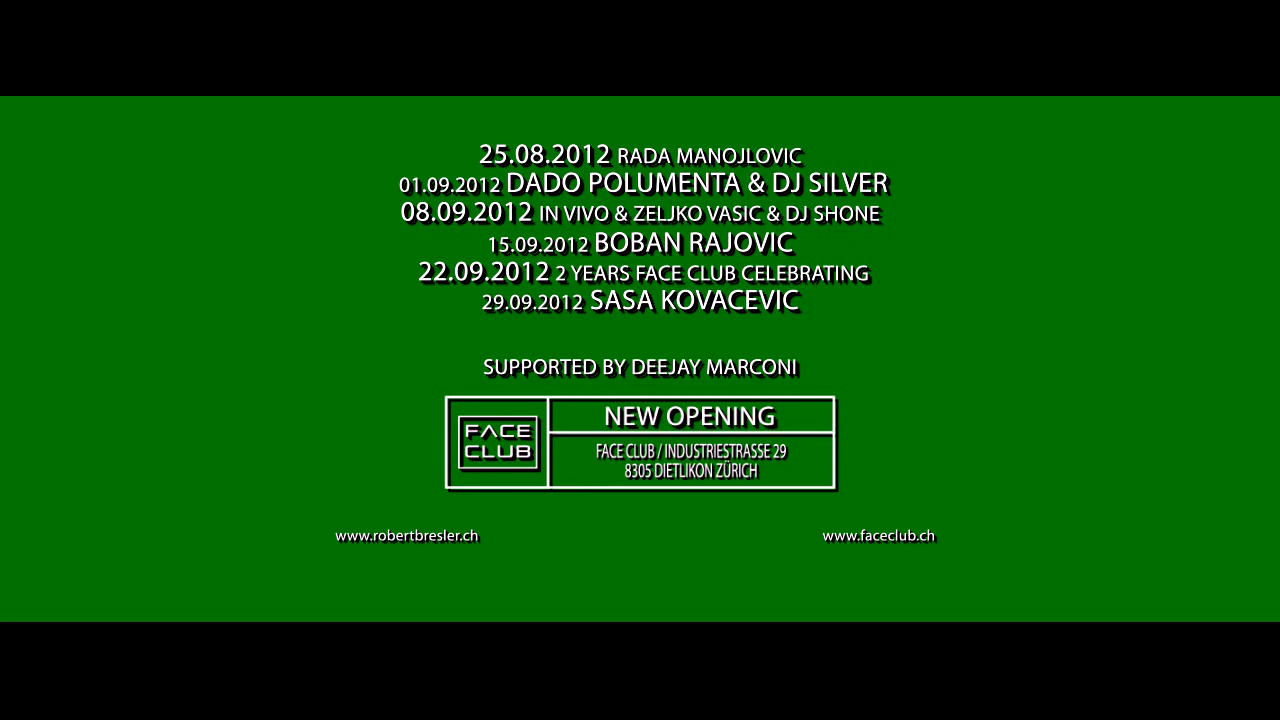 25.08.2012 RADA MANOJLOVIC
01.09.2012 DADO POLUMENTA & DJ SILVER
08.09.2012 IN VIVO & ZELJKO VASIC & DJ SHONE
15.09.2012 BOBAN RAJOVIC
22.09.2012 2 YEARS FACE CLUB CELEBRATING
29.09.2012 SASA KOVACEVIC
SUPPORTED BY DEEJAY MARCONI
FACE
CLUB
NEW OPENING
FACE CLUB / INDUSTRIESTRASSE 29
8305 DIETLIKON ZÜRICH
www.robertbresler.ch
www.faceclub.ch